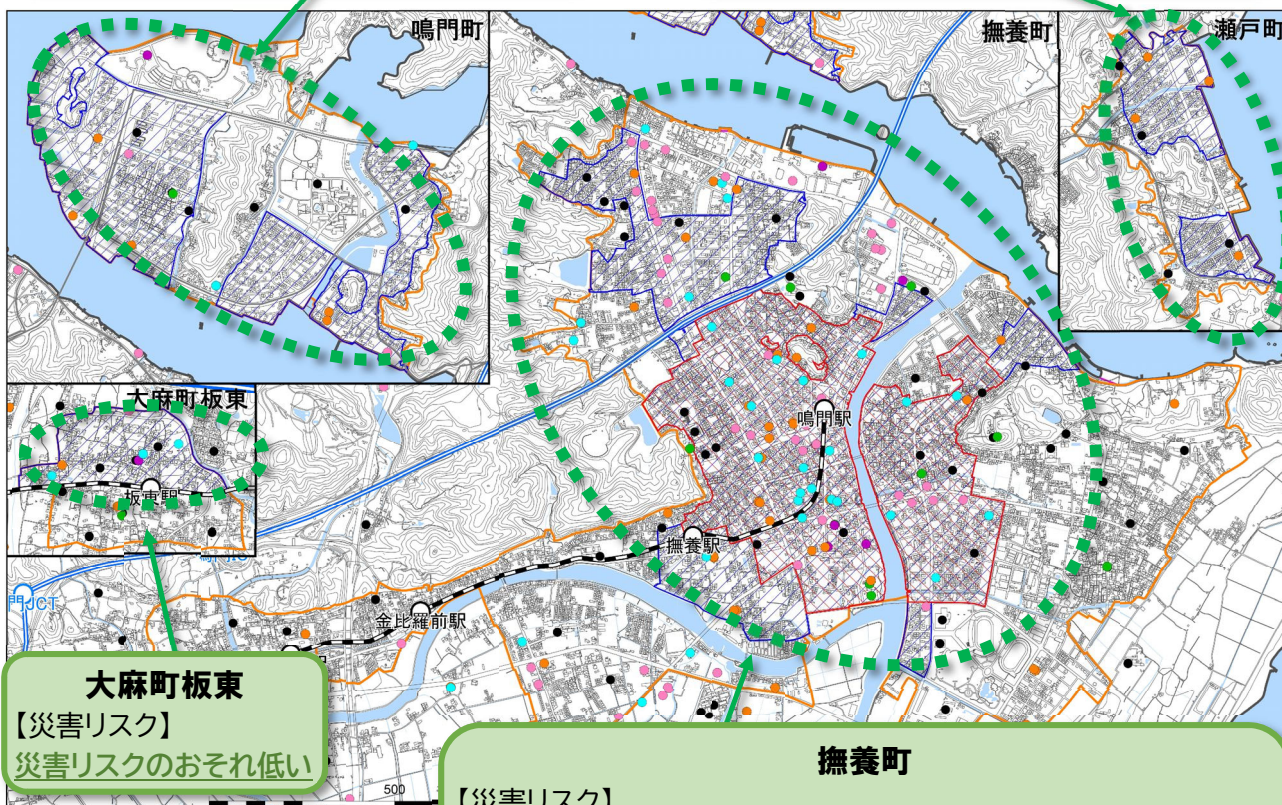 鳴門町
撫養町
瀬戸町
大麻町板東
鳴門駅
板東駅
撫養駅
金比羅前駅
門JCT
大麻町板東
【災害リスク】
災害リスクのおそれ低い
500
撫養町
【災害リスク】